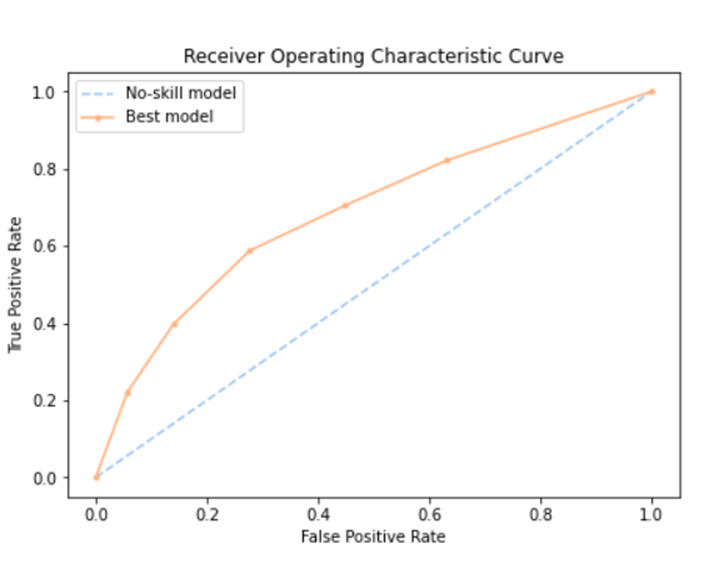 Receiver Operating Characteristic Curve
No-skill model
Best model
True Positive Rate
1.0
0.8
0.6
0.4
0.2
0.0
0.0 0.2 0.4 0.6 0.8 1.0
False Positive Rate